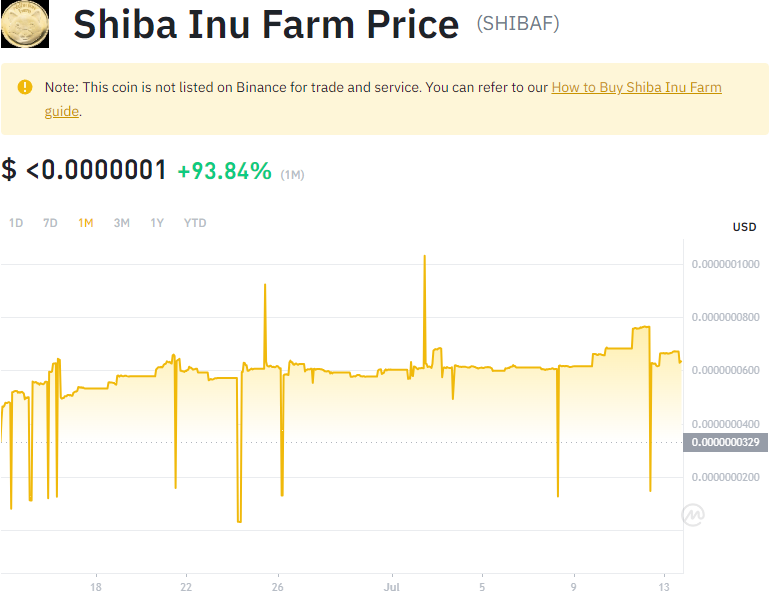 Shiba Inu Farm Price (SHIBAF)
Note: This coin is not listed on Binance for trade and service. You can refer to our How to Buy Shiba Inu Farm
guide.
$ <0.0000001 +93.84% (1M)
1D 7D 1M 3M 1Y YTD
USD
0.0000001000
0.0000000800
0.0000000600
0.0000000400
0.0000000329
0.0000000200
18 22 26 Jul 5 9 13